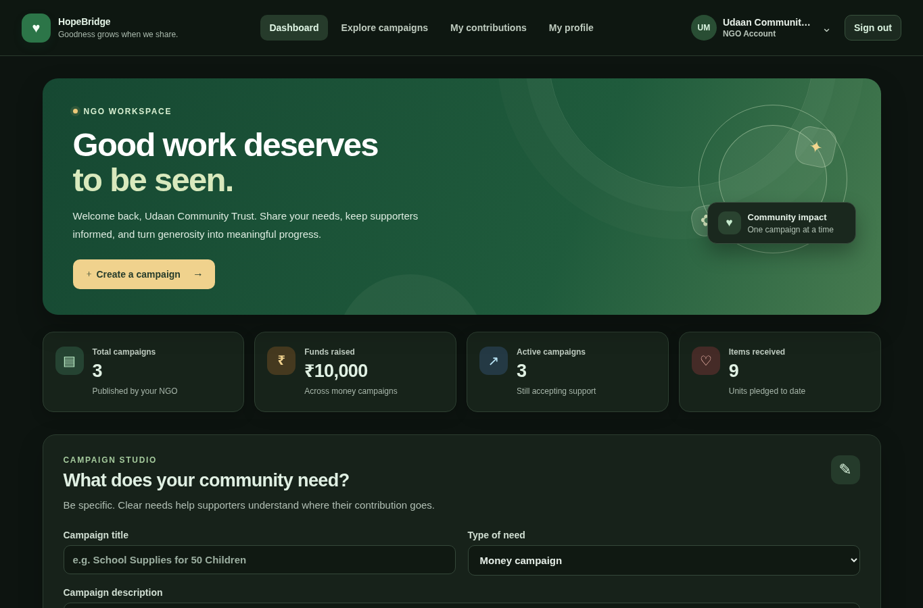 HopeBridge
Goodness grows when we share.
Dashboard
Explore campaigns
My contributions
My profile
UM
Udaan Communit...
NGO Account
Sign out
NGO WORKSPACE
Good work deserves
to be seen.
Welcome back, Udaan Community Trust. Share your needs, keep supporters
informed, and turn generosity into meaningful progress.
+ Create a campaign →
Community impact
One campaign at a time
Total campaigns
3
Published by your NGO
₹
Funds raised
₹10,000
Across money campaigns
Active campaigns
3
Still accepting support
Items received
9
Units pledged to date
CAMPAIGN STUDIO
What does your community need?
Be specific. Clear needs help supporters understand where their contribution goes.
Campaign title
e.g. School Supplies for 50 Children
Type of need
Money campaign
Campaign description